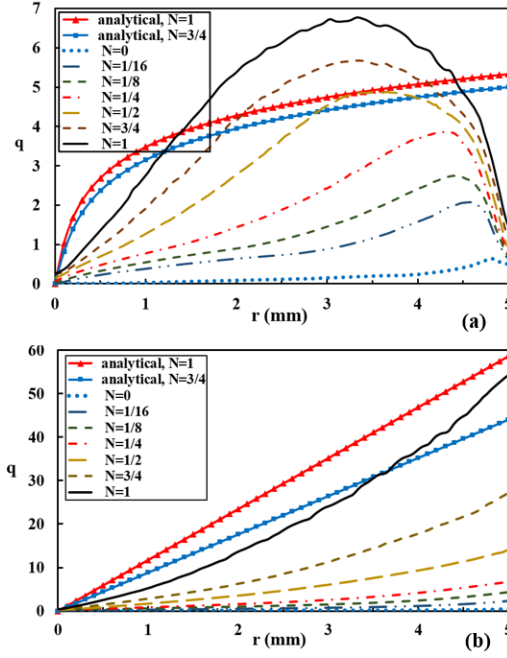 7
6
5
4
3
2
1
0
q
analytical, N=1
analytical, N=3/4
N=0
N=1/16
N=1/8
N=1/4
N=1/2
N=3/4
N=1
0 1 2 3 4 5
r (mm)
(a)
60
50
40
30
20
10
0
q
analytical, N=1
analytical, N=3/4
N=0
N=1/16
N=1/8
N=1/4
N=1/2
N=3/4
N=1
0 1 2 3 4 5
r (mm)
(b)